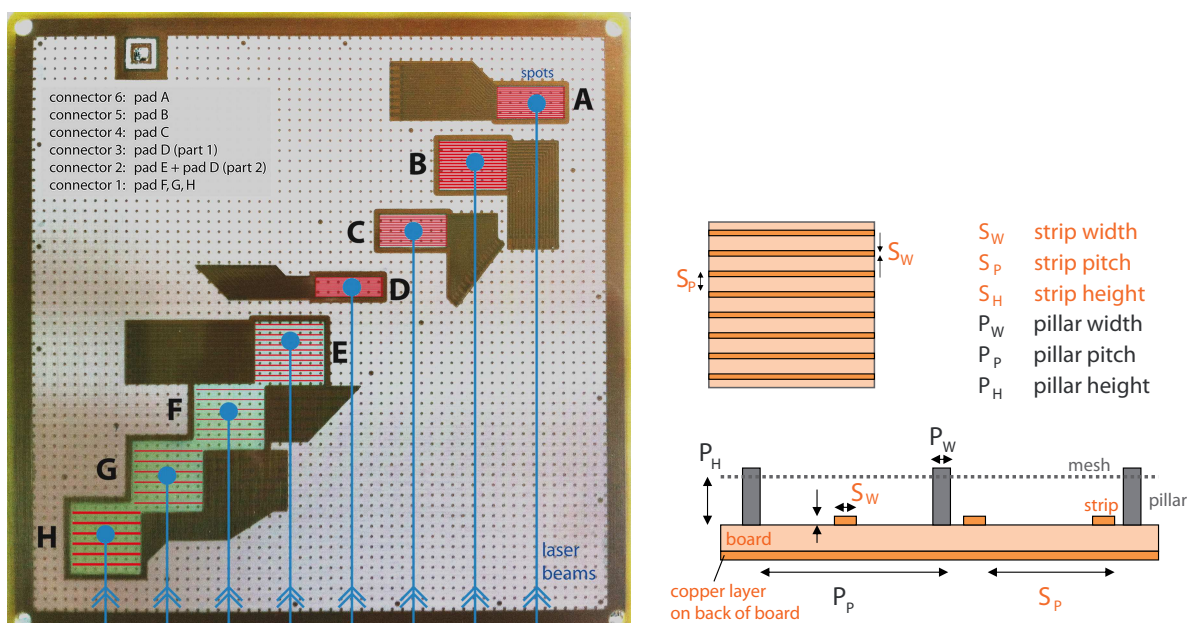 spots
A
connector 6: pad A
connector 5: pad B
connector 4: pad C
connector 3: pad D (part 1)
connector 2: pad E + pad D (part 2)
connector 1: pad F, G, H
B
C
D
E
F
G
H
laser
beams
S_W
S_P
S_W strip width
S_P strip pitch
S_H strip height
P_W pillar width
P_P pillar pitch
P_H pillar height
P_W
P_H
mesh
S_W
strip
pillar
board
copper layer
on back of board
P_P
S_P